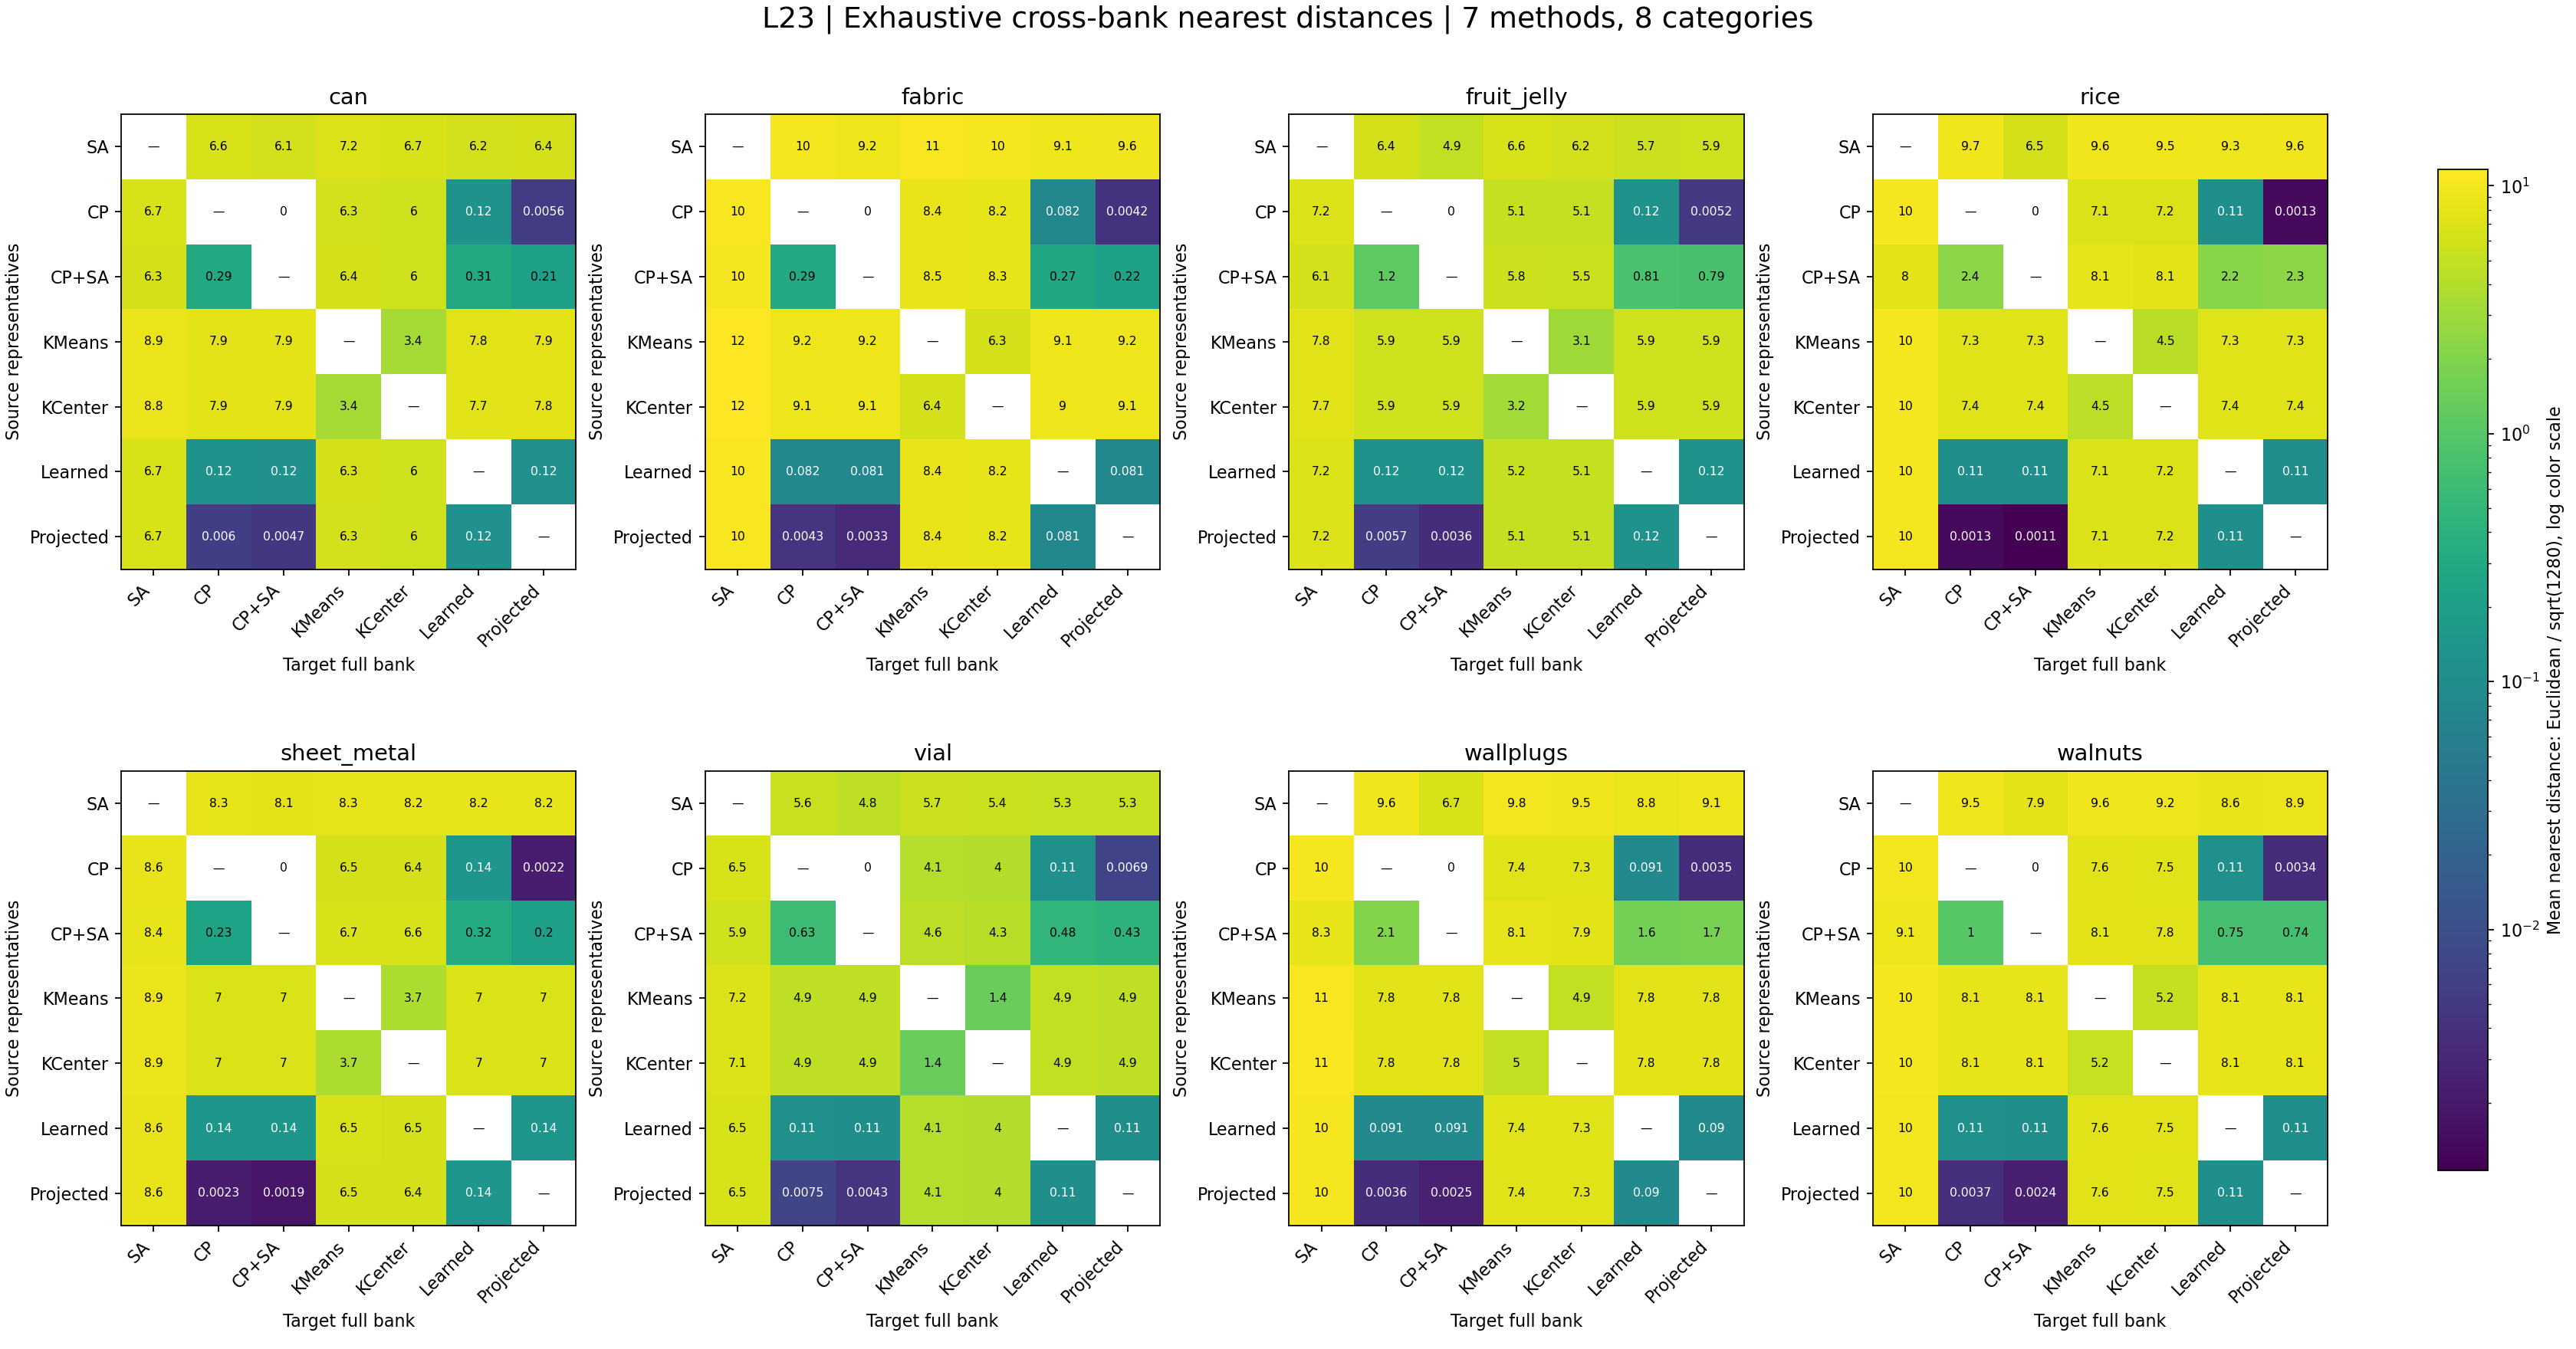 L23 | Exhaustive cross-bank nearest distances | 7 methods, 8 categories
can
Source representatives
SA — 6.6 6.1 7.2 6.7 6.2 6.4
CP 6.7 — 0 6.3 6 0.12 0.0056
CP+SA 6.3 0.29 — 6.4 6 0.31 0.21
KMeans 8.9 7.9 7.9 — 3.4 7.8 7.9
KCenter 8.8 7.9 7.9 3.4 — 7.7 7.8
Learned 6.7 0.12 0.12 6.3 6 — 0.12
Projected 6.7 0.006 0.0047 6.3 6 0.12 —
SA CP CP+SA KMeans KCenter Learned Projected
Target full bank
fabric
Source representatives
SA — 10 9.2 11 10 9.1 9.6
CP 10 — 0 8.4 8.2 0.082 0.0042
CP+SA 10 0.29 — 8.5 8.3 0.27 0.22
KMeans 12 9.2 9.2 — 6.3 9.1 9.2
KCenter 12 9.1 9.1 6.4 — 9 9.1
Learned 10 0.082 0.081 8.4 8.2 — 0.081
Projected 10 0.0043 0.0033 8.4 8.2 0.081 —
SA CP CP+SA KMeans KCenter Learned Projected
Target full bank
fruit_jelly
Source representatives
SA — 6.4 4.9 6.6 6.2 5.7 5.9
CP 7.2 — 0 5.1 5.1 0.12 0.0052
CP+SA 6.1 1.2 — 5.8 5.5 0.81 0.79
KMeans 7.8 5.9 5.9 — 3.1 5.9 5.9
KCenter 7.7 5.9 5.9 3.2 — 5.9 5.9
Learned 7.2 0.12 0.12 5.2 5.1 — 0.12
Projected 7.2 0.0057 0.0036 5.1 5.1 0.12 —
SA CP CP+SA KMeans KCenter Learned Projected
Target full bank
rice
Source representatives
SA — 9.7 6.5 9.6 9.5 9.3 9.6
CP 10 — 0 7.1 7.2 0.11 0.0013
CP+SA 8 2.4 — 8.1 8.1 2.2 2.3
KMeans 10 7.3 7.3 — 4.5 7.3 7.3
KCenter 10 7.4 7.4 4.5 — 7.4 7.4
Learned 10 0.11 0.11 7.1 7.2 — 0.11
Projected 10 0.0013 0.0011 7.1 7.2 0.11 —
SA CP CP+SA KMeans KCenter Learned Projected
Target full bank
sheet_metal
Source representatives
SA — 8.3 8.1 8.3 8.2 8.2 8.2
CP 8.6 — 0 6.5 6.4 0.14 0.0022
CP+SA 8.4 0.23 — 6.7 6.6 0.32 0.2
KMeans 8.9 7 7 — 3.7 7 7
KCenter 8.9 7 7 3.7 — 7 7
Learned 8.6 0.14 0.14 6.5 6.5 — 0.14
Projected 8.6 0.0023 0.0019 6.5 6.4 0.14 —
SA CP CP+SA KMeans KCenter Learned Projected
Target full bank
vial
Source representatives
SA — 5.6 4.8 5.7 5.4 5.3 5.3
CP 6.5 — 0 4.1 4 0.11 0.0069
CP+SA 5.9 0.63 — 4.6 4.3 0.48 0.43
KMeans 7.2 4.9 4.9 — 1.4 4.9 4.9
KCenter 7.1 4.9 4.9 1.4 — 4.9 4.9
Learned 6.5 0.11 0.11 4.1 4 — 0.11
Projected 6.5 0.0075 0.0043 4.1 4 0.11 —
SA CP CP+SA KMeans KCenter Learned Projected
Target full bank
wallplugs
Source representatives
SA — 9.6 6.7 9.8 9.5 8.8 9.1
CP 10 — 0 7.4 7.3 0.091 0.0035
CP+SA 8.3 2.1 — 8.1 7.9 1.6 1.7
KMeans 11 7.8 7.8 — 4.9 7.8 7.8
KCenter 11 7.8 7.8 5 — 7.8 7.8
Learned 10 0.091 0.091 7.4 7.3 — 0.09
Projected 10 0.0036 0.0025 7.4 7.3 0.09 —
SA CP CP+SA KMeans KCenter Learned Projected
Target full bank
walnuts
Source representatives
SA — 9.5 7.9 9.6 9.2 8.6 8.9
CP 10 — 0 7.6 7.5 0.11 0.0034
CP+SA 9.1 1 — 8.1 7.8 0.75 0.74
KMeans 10 8.1 8.1 — 5.2 8.1 8.1
KCenter 10 8.1 8.1 5.2 — 8.1 8.1
Learned 10 0.11 0.11 7.6 7.5 — 0.11
Projected 10 0.0037 0.0024 7.6 7.5 0.11 —
SA CP CP+SA KMeans KCenter Learned Projected
Target full bank
10¹
10⁰
10⁻¹
10⁻²
Mean nearest distance: Euclidean / sqrt(1280), log color scale